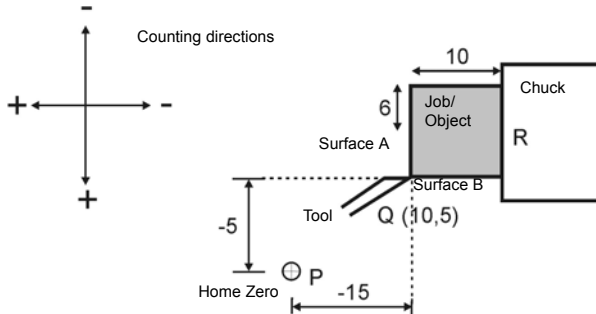 -
Counting directions
+
-
+
10
6
Job/
Object
Chuck
R
Surface A
Surface B
Tool
Q (10,5)
-5
Home Zero
P
-15